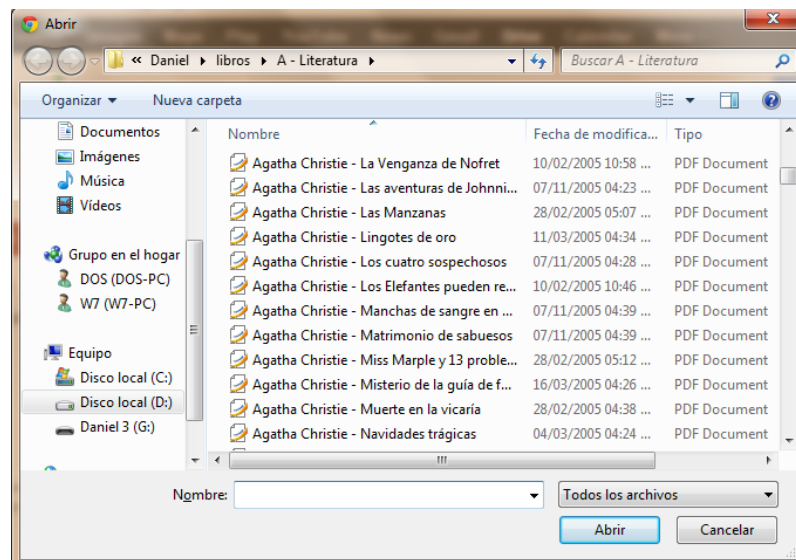 Abrir
« Daniel ▸ libros ▸ A - Literatura ▸
Buscar A - Literatura
Organizar ▾ Nueva carpeta
Documentos
Imágenes
Música
Vídeos
Grupo en el hogar
DOS (DOS-PC)
W7 (W7-PC)
Equipo
Disco local (C:)
Disco local (D:)
Daniel 3 (G:)
Nombre Fecha de modifica... Tipo
Agatha Christie - La Venganza de Nofret 10/02/2005 10:58 ... PDF Document
Agatha Christie - Las aventuras de Johnni... 07/11/2005 04:23 ... PDF Document
Agatha Christie - Las Manzanas 28/02/2005 05:07 ... PDF Document
Agatha Christie - Lingotes de oro 11/03/2005 04:34 ... PDF Document
Agatha Christie - Los cuatro sospechosos 07/11/2005 04:28 ... PDF Document
Agatha Christie - Los Elefantes pueden re... 10/02/2005 10:46 ... PDF Document
Agatha Christie - Manchas de sangre en ... 07/11/2005 04:39 ... PDF Document
Agatha Christie - Matrimonio de sabuesos 07/11/2005 04:39 ... PDF Document
Agatha Christie - Miss Marple y 13 proble... 28/02/2005 05:12 ... PDF Document
Agatha Christie - Misterio de la guía de f... 16/03/2005 04:26 ... PDF Document
Agatha Christie - Muerte en la vicaría 28/02/2005 04:38 ... PDF Document
Agatha Christie - Navidades trágicas 04/03/2005 04:24 ... PDF Document
Nombre:
Todos los archivos
Abrir Cancelar